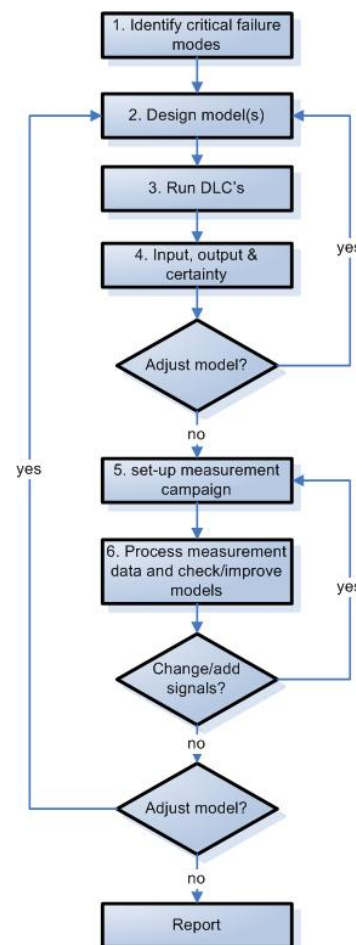 1. Identify critical failure
modes
2. Design model(s)
3. Run DLC's
4. Input, output &
certainty
yes
Adjust model?
no
yes
5. set-up measurement
campaign
6. Process measurement
data and check/improve
models
yes
Change/add
signals?
no
Adjust model?
no
Report